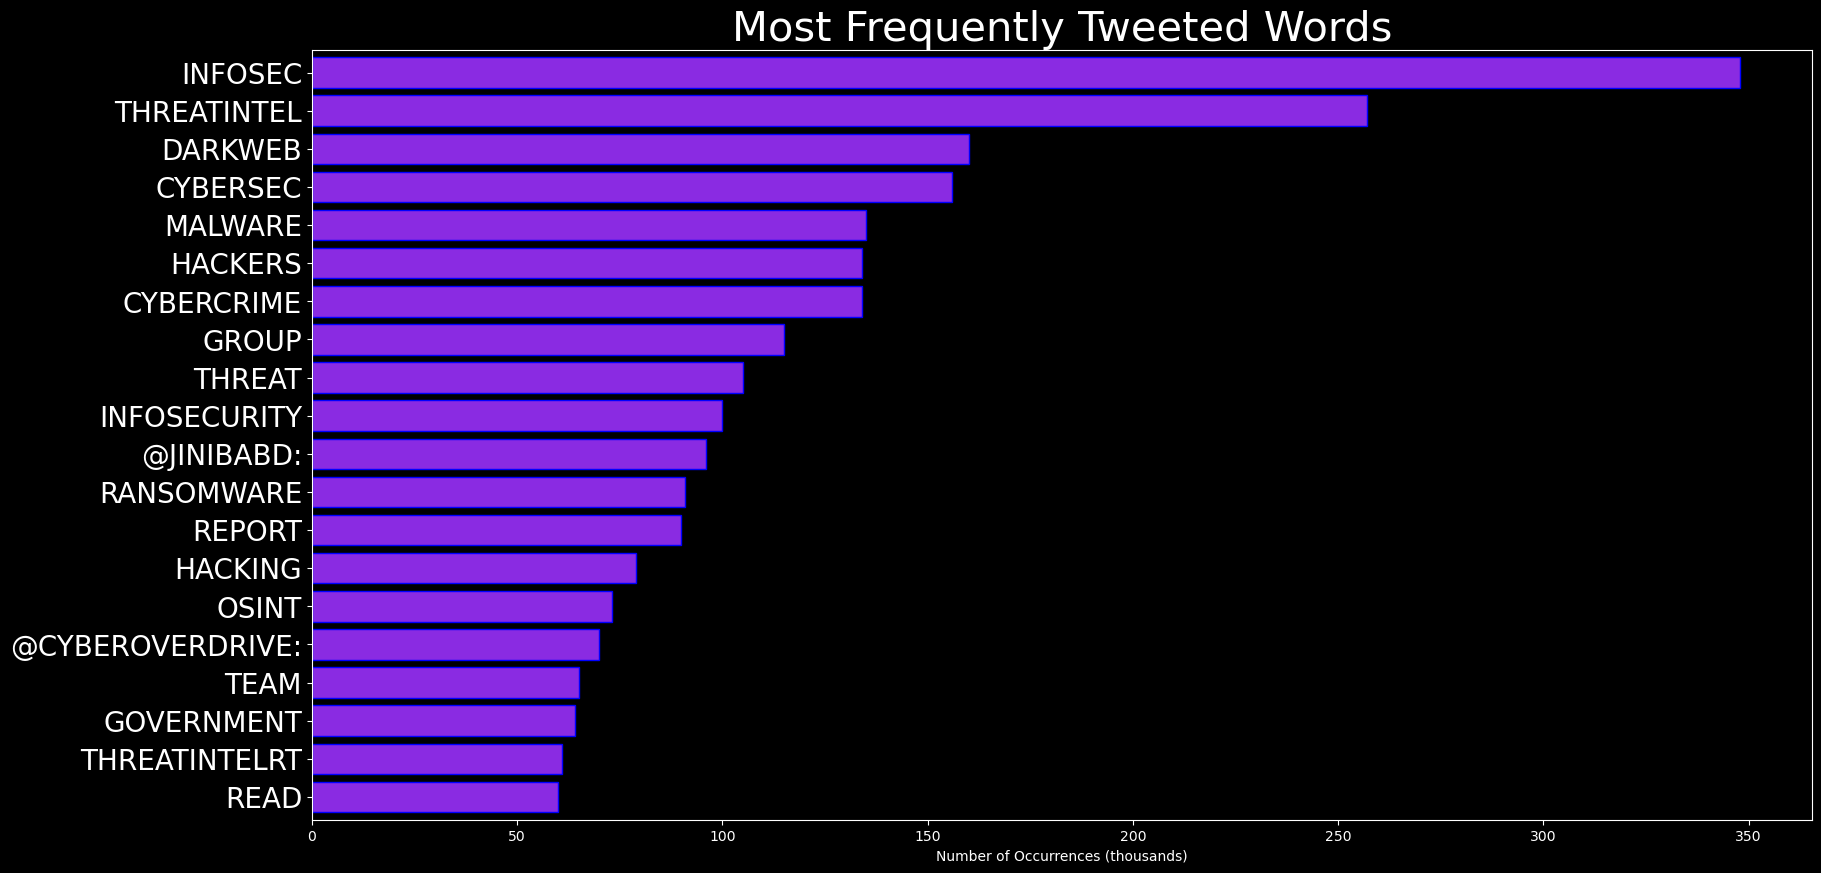 Most Frequently Tweeted Words
INFOSEC
THREATINTEL
DARKWEB
CYBERSEC
MALWARE
HACKERS
CYBERCRIME
GROUP
THREAT
INFOSECURITY
@JINIBABD:
RANSOMWARE
REPORT
HACKING
OSINT
@CYBEROVERDRIVE:
TEAM
GOVERNMENT
THREATINTELRT
READ
0 50 100 150 200 250 300 350
Number of Occurrences (thousands)